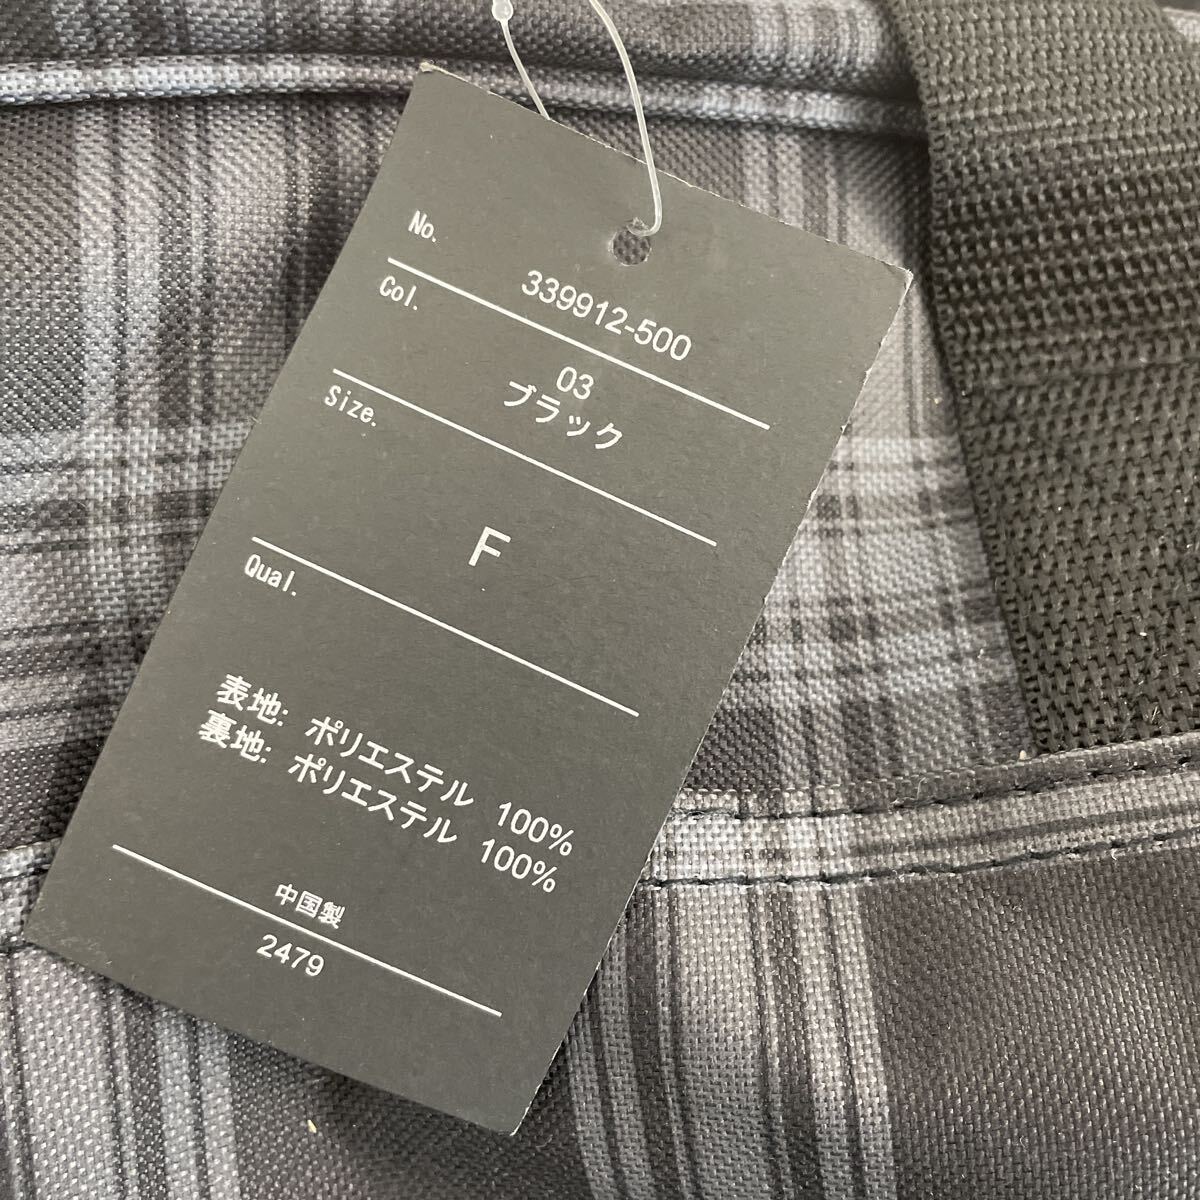 No.
339912-500
Col.
03
ブラック
Size.
F
Qual.
表地: ポリエステル 100%
裏地: ポリエステル 100%
中国製
2479